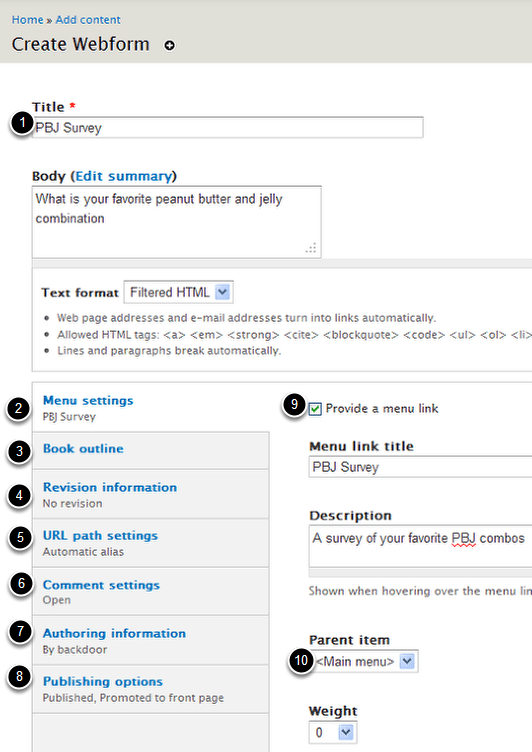 Home » Add content
Create Webform
Title *
1
PBJ Survey
Body (Edit summary)
What is your favorite peanut butter and jelly
combination
Text format Filtered HTML
Web page addresses and e-mail addresses turn into links automatically.
Allowed HTML tags: <a> <em> <strong> <cite> <blockquote> <code> <ul> <ol> <li>
Lines and paragraphs break automatically.
2 Menu settings
PBJ Survey
3 Book outline
4 Revision information
No revision
5 URL path settings
Automatic alias
6 Comment settings
Open
7 Authoring information
By backdoor
8 Publishing options
Published, Promoted to front page
9 Provide a menu link
Menu link title
PBJ Survey
Description
A survey of your favorite PBJ combos
Shown when hovering over the menu lin
Parent item
10 <Main menu>
Weight
0